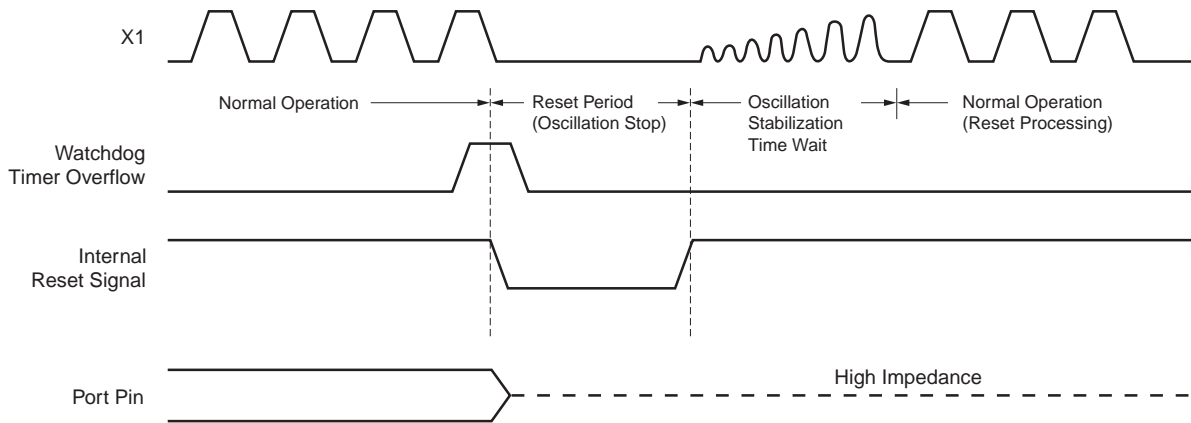 X1
Normal Operation
Reset Period
(Oscillation Stop)
Oscillation
Stabilization
Time Wait
Normal Operation
(Reset Processing)
Watchdog
Timer Overflow
Internal
Reset Signal
Port Pin
High Impedance